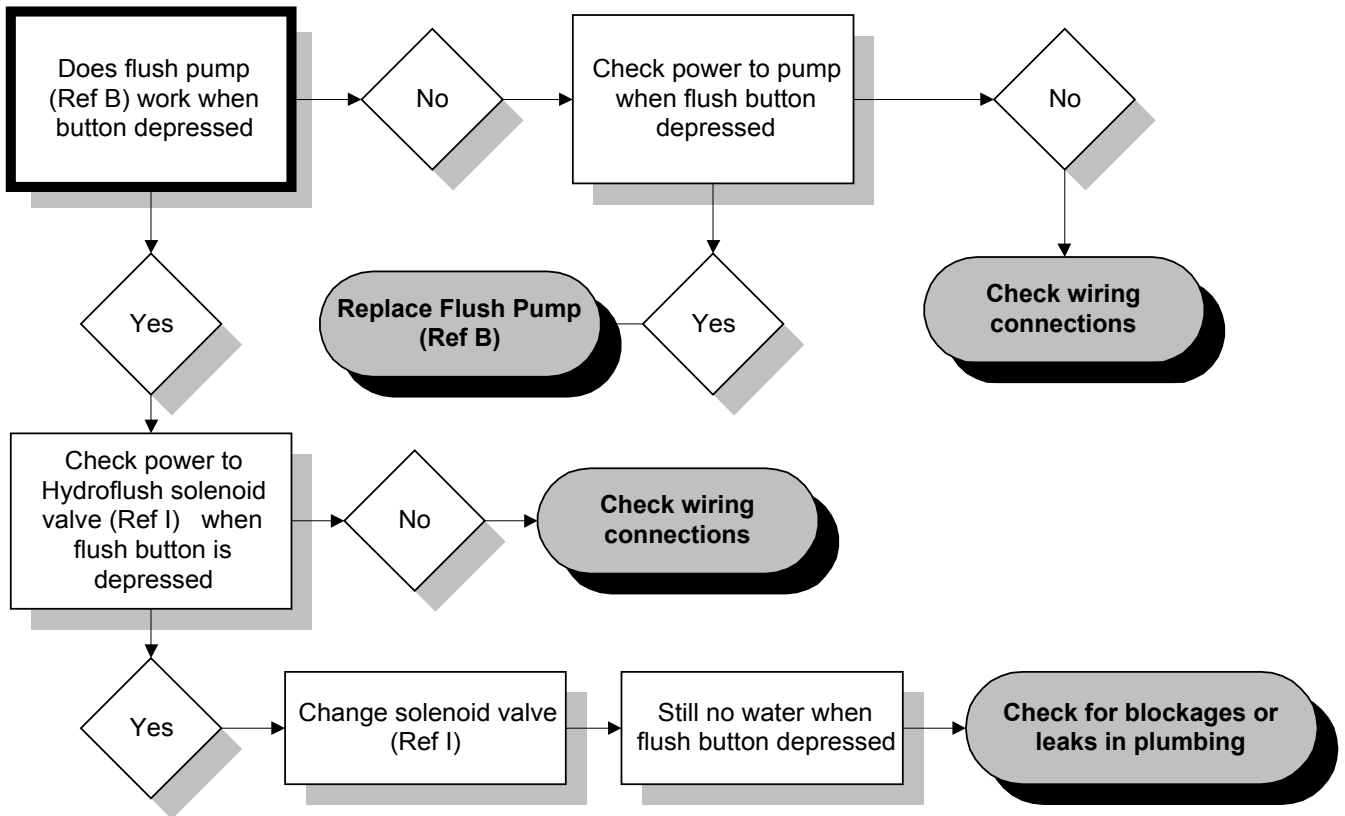 Does flush pump
(Ref B) work when
button depressed
No
Check power to pump
when flush button
depressed
No
Yes
Replace Flush Pump
(Ref B)
Yes
Check wiring
connections
Check power to
Hydroflush solenoid
valve (Ref I) when
flush button is
depressed
No
Check wiring
connections
Yes
Change solenoid valve
(Ref I)
Still no water when
flush button depressed
Check for blockages or
leaks in plumbing